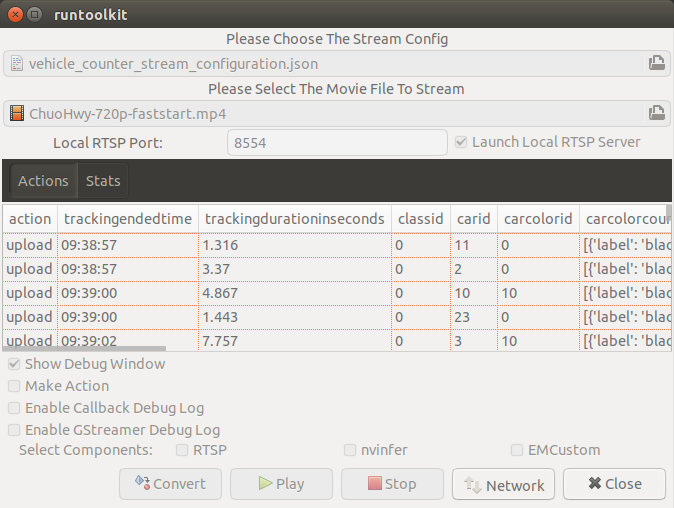 runtoolkit
Please Choose The Stream Config
vehicle_counter_stream_configuration.json
Please Select The Movie File To Stream
ChuoHwy-720p-faststart.mp4
Local RTSP Port: 8554 Launch Local RTSP Server
Actions Stats
action trackingendedtime trackingdurationinseconds classid carid carcolorid carcolorcour
upload 09:38:57 1.316 0 11 0 [{'label': 'blac
upload 09:38:57 3.37 0 2 0 [{'label': 'blac
upload 09:39:00 4.867 0 10 10 [{'label': 'blac
upload 09:39:00 1.443 0 23 0 [{'label': 'blac
upload 09:39:02 7.757 0 3 10 [{'label': 'blac
Show Debug Window
Make Action
Enable Callback Debug Log
Enable GStreamer Debug Log
Select Components: RTSP nvinfer EMCustom
Convert Play Stop Network Close